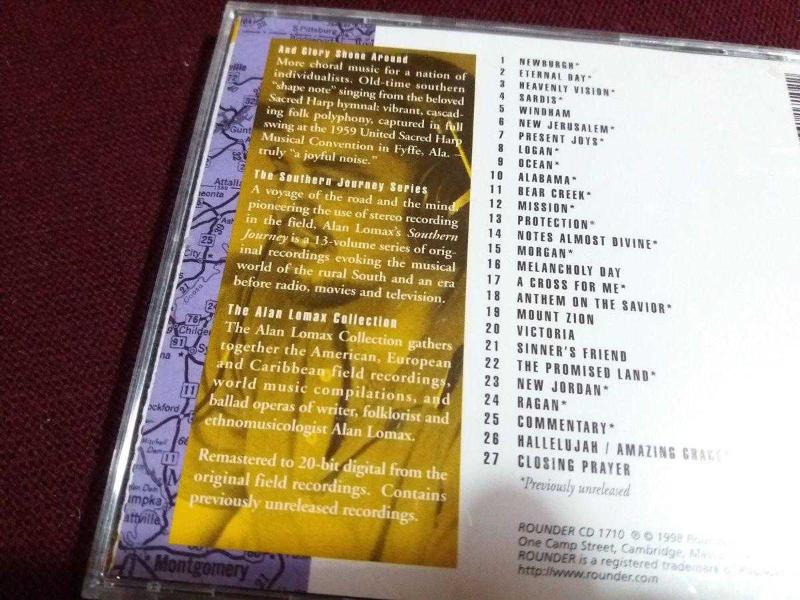 S Pittsburg
And Glory Shone Around
More choral music for a nation of
individualists. Old-time southern
"shape note" singing from the beloved
Sacred Harp hymnal: vibrant, cascad-
ing folk polyphony, captured in full
swing at the 1959 United Sacred Harp
Musical Convention in Fyffe, Ala. –
truly "a joyful noise."
The Southern Journey Series
A voyage of the road and the mind,
pioneering the use of stereo recording
in the field, Alan Lomax's Southern
Journey is a 13-volume series of orig-
inal recordings evoking the musical
world of the rural South and an era
before radio, movies and television.
The Alan Lomax Collection
The Alan Lomax Collection gathers
together the American, European
and Caribbean field recordings,
world music compilations, and
ballad operas of writer, folklorist and
ethnomusicologist Alan Lomax.
Remastered to 20-bit digital from the
original field recordings. Contains
previously unreleased recordings.
1 NEWBURGH*
2 ETERNAL DAY*
3 HEAVENLY VISION*
4 SARDIS*
5 WINDHAM
6 NEW JERUSALEM*
7 PRESENT JOYS*
8 LOGAN*
9 OCEAN*
10 ALABAMA*
11 BEAR CREEK*
12 MISSION*
13 PROTECTION*
14 NOTES ALMOST DIVINE*
15 MORGAN*
16 MELANCHOLY DAY
17 A CROSS FOR ME*
18 ANTHEM ON THE SAVIOR*
19 MOUNT ZION
20 VICTORIA
21 SINNER'S FRIEND
22 THE PROMISED LAND*
23 NEW JORDAN*
24 RAGAN*
25 COMMENTARY*
26 HALLELUJAH / AMAZING GRACE*
27 CLOSING PRAYER
*Previously unreleased
ROUNDER CD 1710 ℗ © 1998
One Camp Street, Cambridge,
ROUNDER is a registered trademark of
http://www.rounder.com
Attalla
City
ockford
Mitchell
Dam
umpka
attville
Montgomery